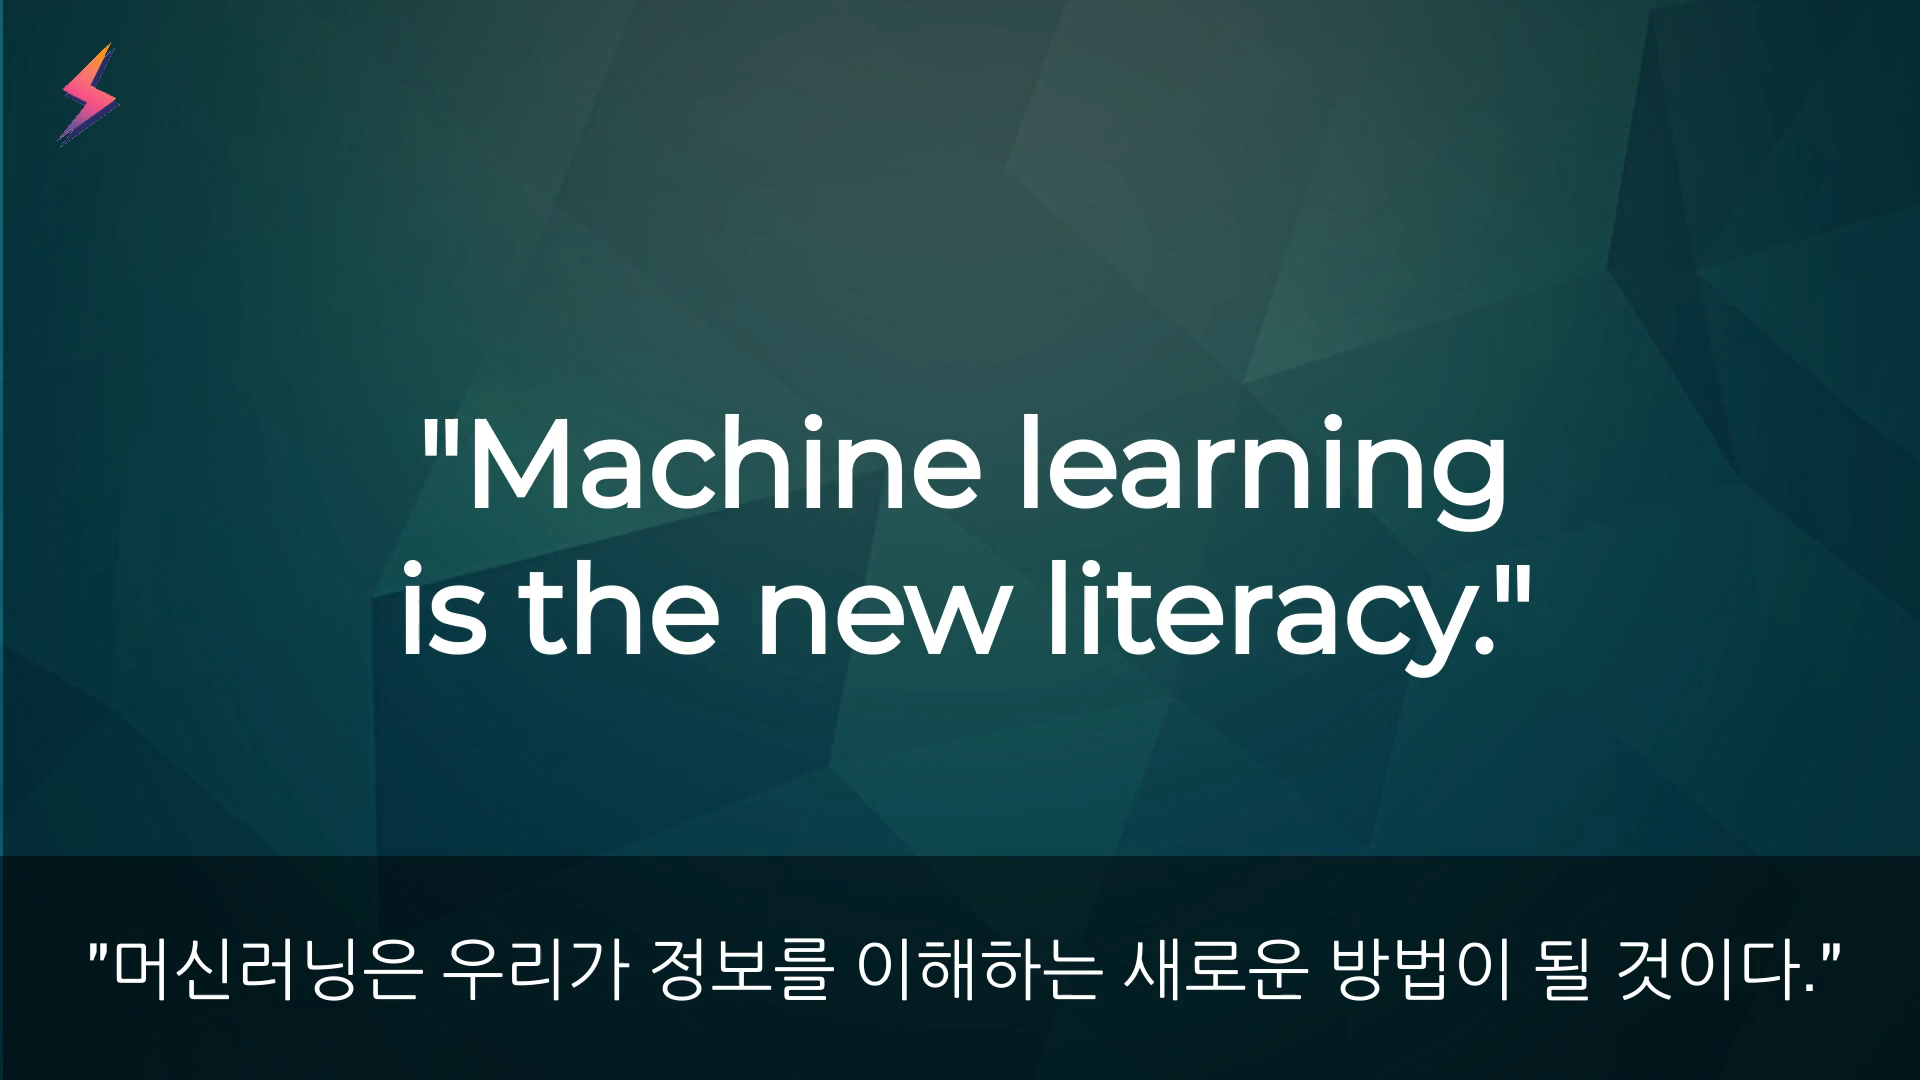 "Machine learning
is the new literacy."
"머신러닝은 우리가 정보를 이해하는 새로운 방법이 될 것이다."